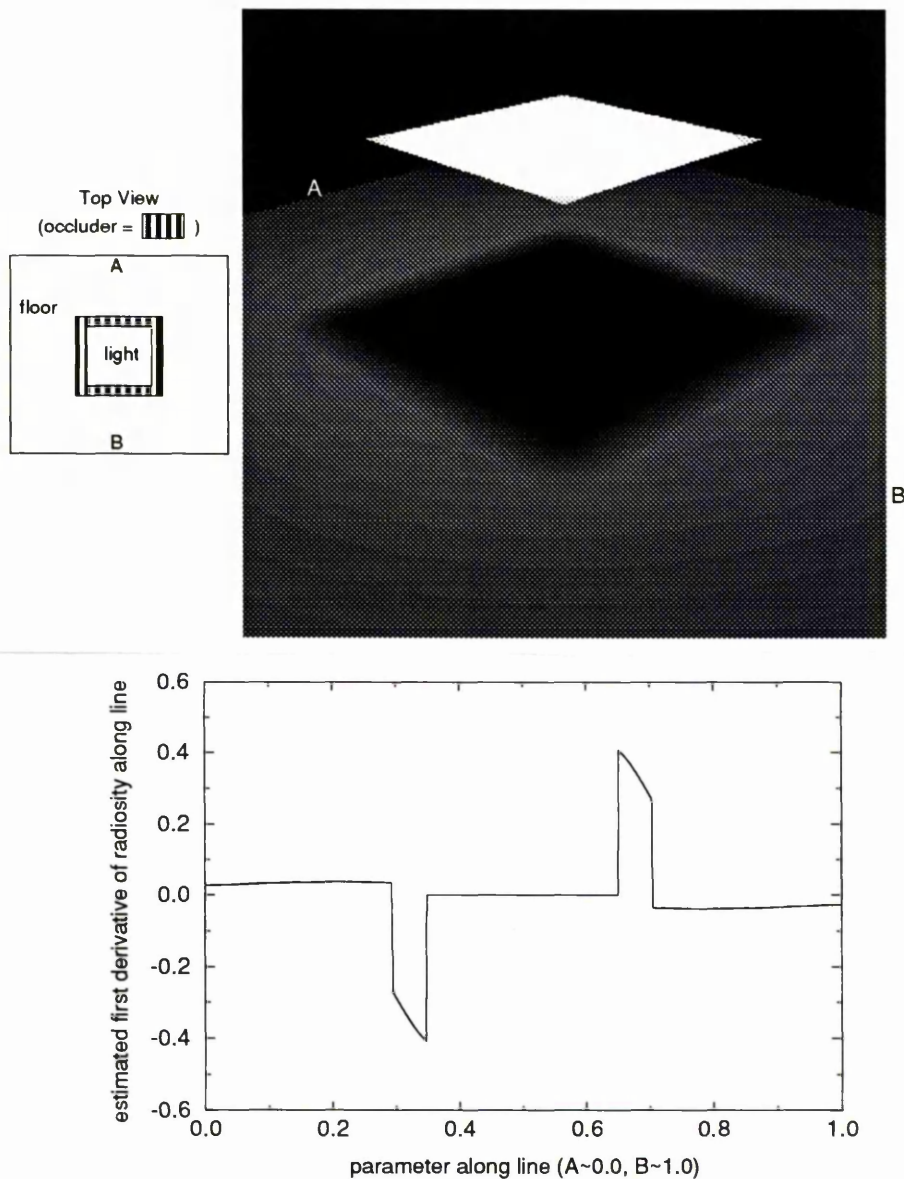 Top View
(occluder = )
A
floor
light
B
A
B
estimated first derivative of radiosity along line
0.6
0.4
0.2
0.0
-0.2
-0.4
-0.6
0.0 0.2 0.4 0.6 0.8 1.0
parameter along line (A~0.0, B~1.0)